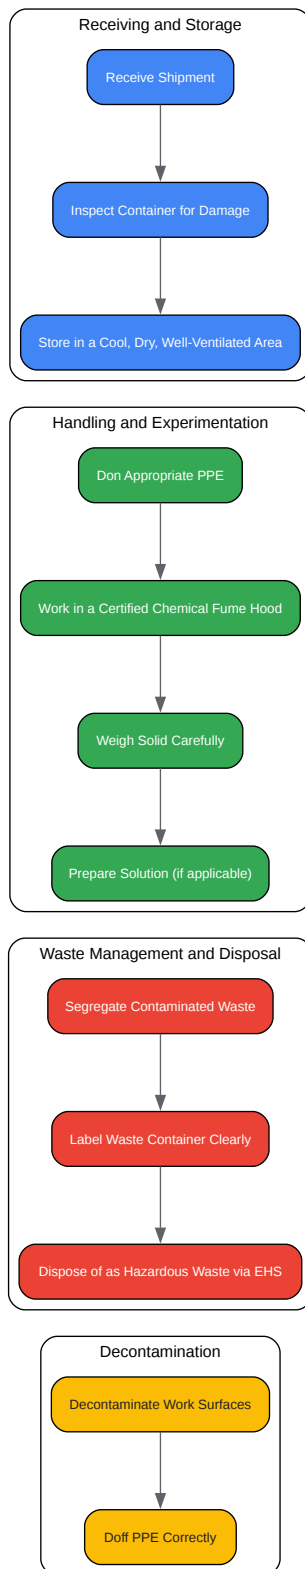 Receiving and Storage
Receive Shipment
Inspect Container for Damage
Store in a Cool, Dry, Well-Ventilated Area
Handling and Experimentation
Don Appropriate PPE
Work in a Certified Chemical Fume Hood
Weigh Solid Carefully
Prepare Solution (if applicable)
Waste Management and Disposal
Segregate Contaminated Waste
Label Waste Container Clearly
Dispose of as Hazardous Waste via EHS
Decontamination
Decontaminate Work Surfaces
Doff PPE Correctly